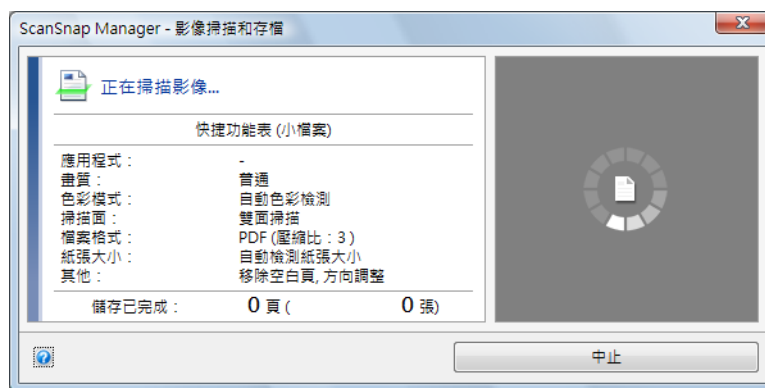 ScanSnap Manager - 影像掃描和存檔
正在掃描影像...
快捷功能表 (小檔案)
應用程式： -
畫質： 普通
色彩模式： 自動色彩檢測
掃描面： 雙面掃描
檔案格式： PDF (壓縮比：3)
紙張大小： 自動檢測紙張大小
其他： 移除空白頁, 方向調整
儲存已完成： 0 頁 ( 0 張)
中止